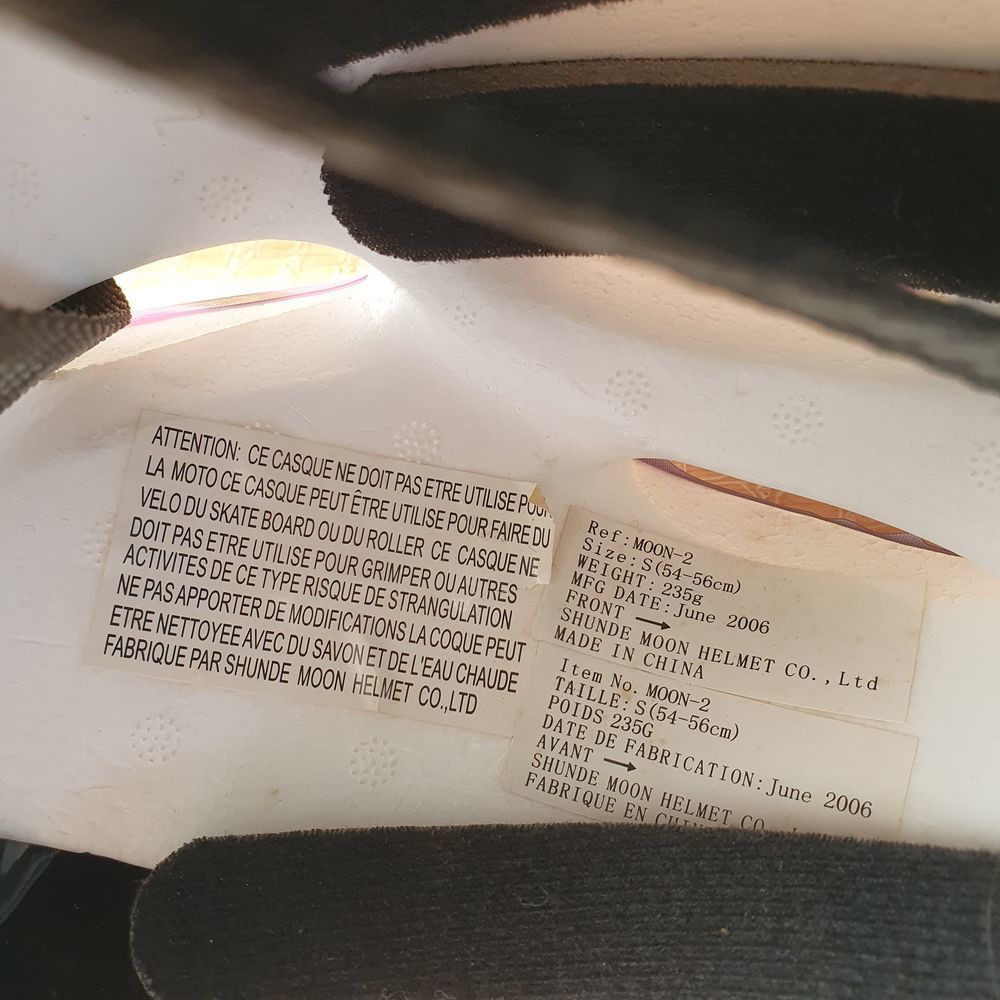 ATTENTION: CE CASQUE NE DOIT PAS ETRE UTILISE POUR
LA MOTO CE CASQUE PEUT ÊTRE UTILISE POUR FAIRE DU
VELO DU SKATE BOARD OU DU ROLLER CE CASQUE NE
DOIT PAS ETRE UTILISE POUR GRIMPER OU AUTRES
ACTIVITES DE CE TYPE RISQUE DE STRANGULATION
NE PAS APPORTER DE MODIFICATIONS LA COQUE PEUT
ETRE NETTOYEE AVEC DU SAVON ET DE L'EAU CHAUDE
FABRIQUE PAR SHUNDE MOON HELMET CO.,LTD
Ref:MOON-2
Size:S(54-56cm)
WEIGHT:235g
MFG DATE:June 2006
FRONT →
SHUNDE MOON HELMET CO.,Ltd
MADE IN CHINA
Item No. MOON-2
TAILLE:S(54-56cm)
POIDS 235G
DATE DE FABRICATION:June 2006
AVANT →
SHUNDE MOON HELMET CO.
FABRIQUE EN